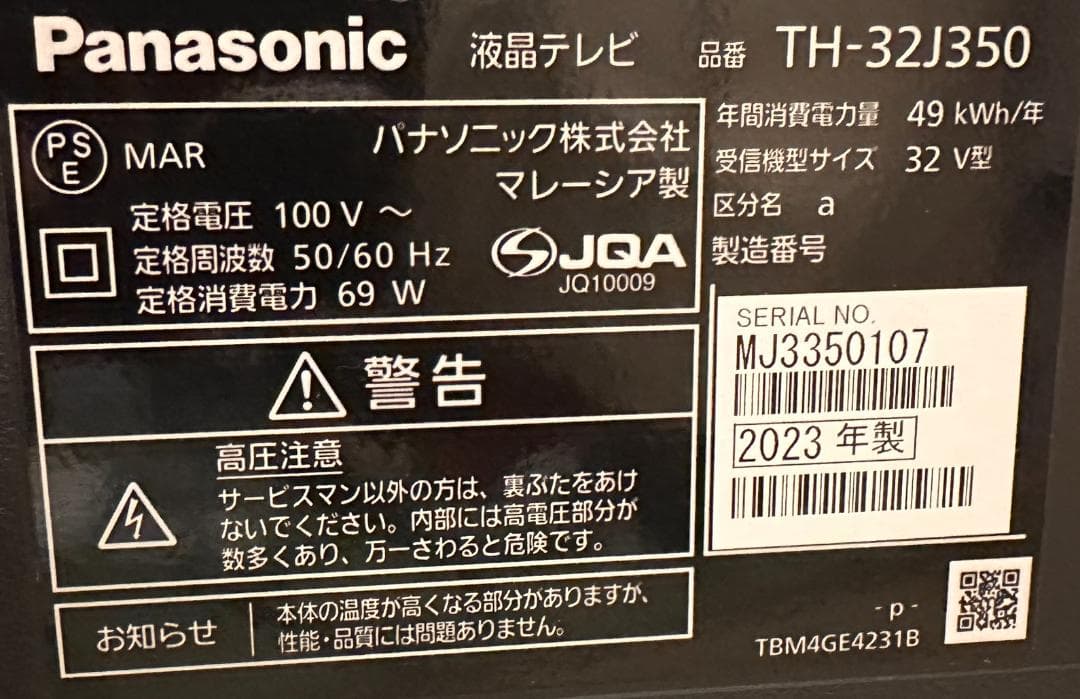 Panasonic 液晶テレビ 品番 TH-32J350
PS
E
MAR
パナソニック株式会社
マレーシア製
定格電圧 100 V ～
定格周波数 50/60 Hz
定格消費電力 69 W
JQA
JQ10009
年間消費電力量 49 kWh/年
受信機型サイズ 32 V型
区分名 a
製造番号
SERIAL NO.
MJ3350107
2023 年製
警告
高圧注意
サービスマン以外の方は、裏ぶたをあけ
ないでください。内部には高電圧部分が
数多くあり、万一さわると危険です。
お知らせ
本体の温度が高くなる部分がありますが、
性能・品質には問題ありません。
- p -
TBM4GE4231B